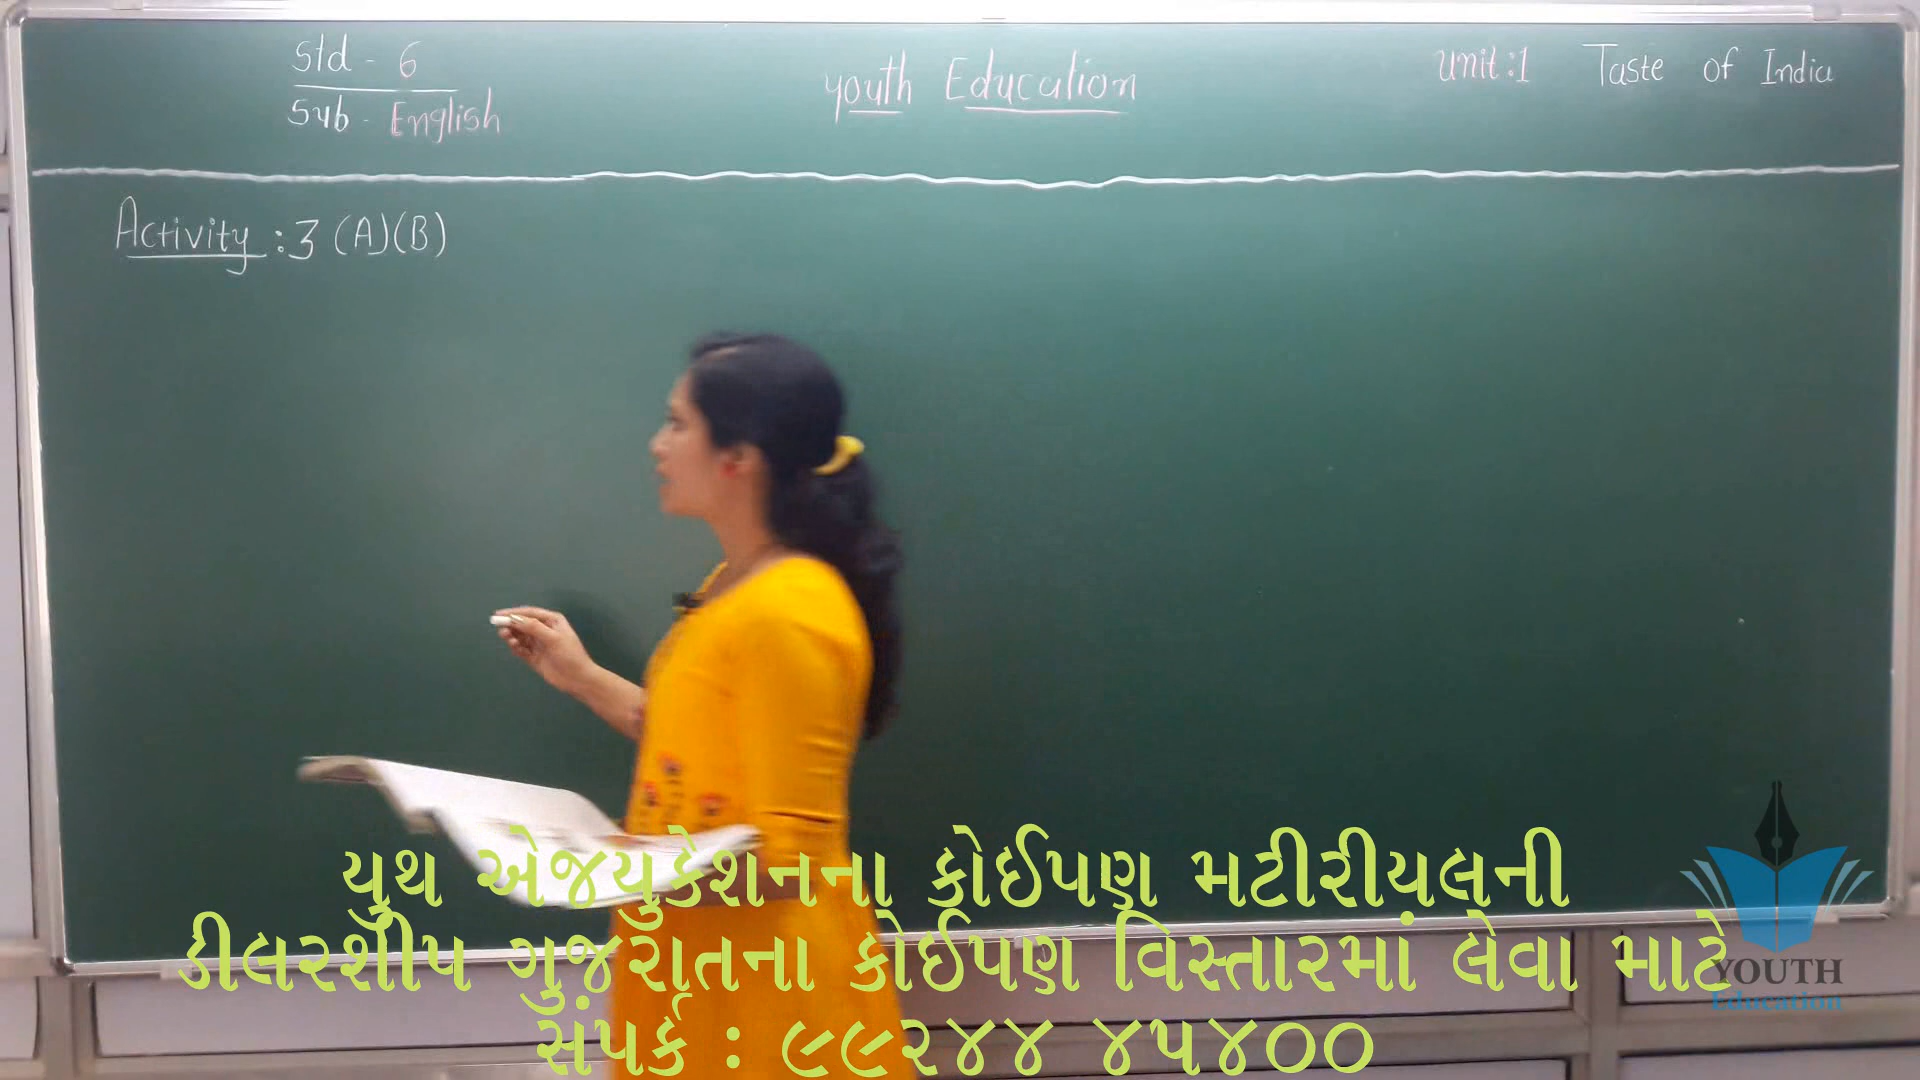 Std - 6
Sub - English
youth Education
Unit:1 Taste of India
Activity : 3 (A)(B)
યુથ એજયુકેશનના કોઈપણ મટીરીયલની
ડીલરશીપ ગુજરાતના કોઈપણ વિસ્તારમાં લેવા માટે
સંપર્ક : ૯૯૨૪૪ ૪૫૪૦૦
YOUTH
Education